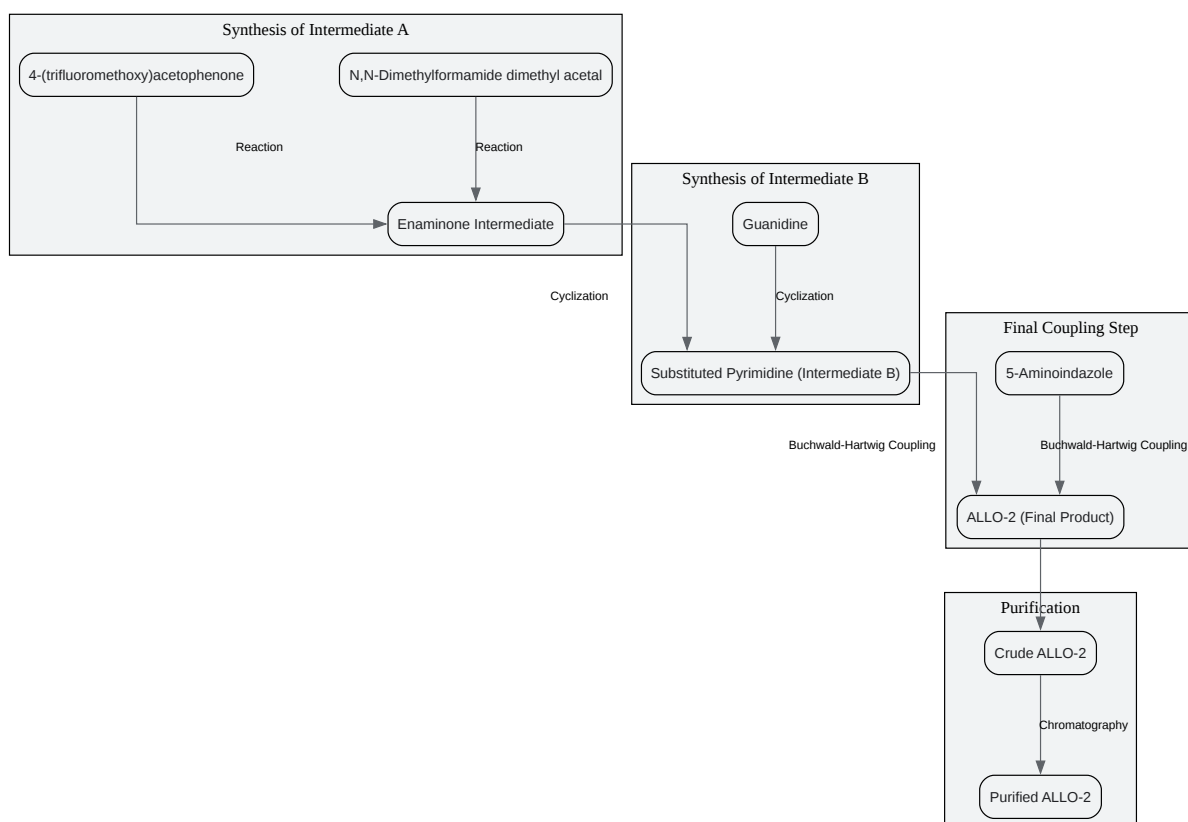 Synthesis of Intermediate A
4-(trifluoromethoxy)acetophenone
N,N-Dimethylformamide dimethyl acetal
Reaction
Reaction
Enaminone Intermediate
Synthesis of Intermediate B
Guanidine
Cyclization
Cyclization
Substituted Pyrimidine (Intermediate B)
Final Coupling Step
5-Aminoindazole
Buchwald-Hartwig Coupling
Buchwald-Hartwig Coupling
ALLO-2 (Final Product)
Purification
Crude ALLO-2
Chromatography
Purified ALLO-2